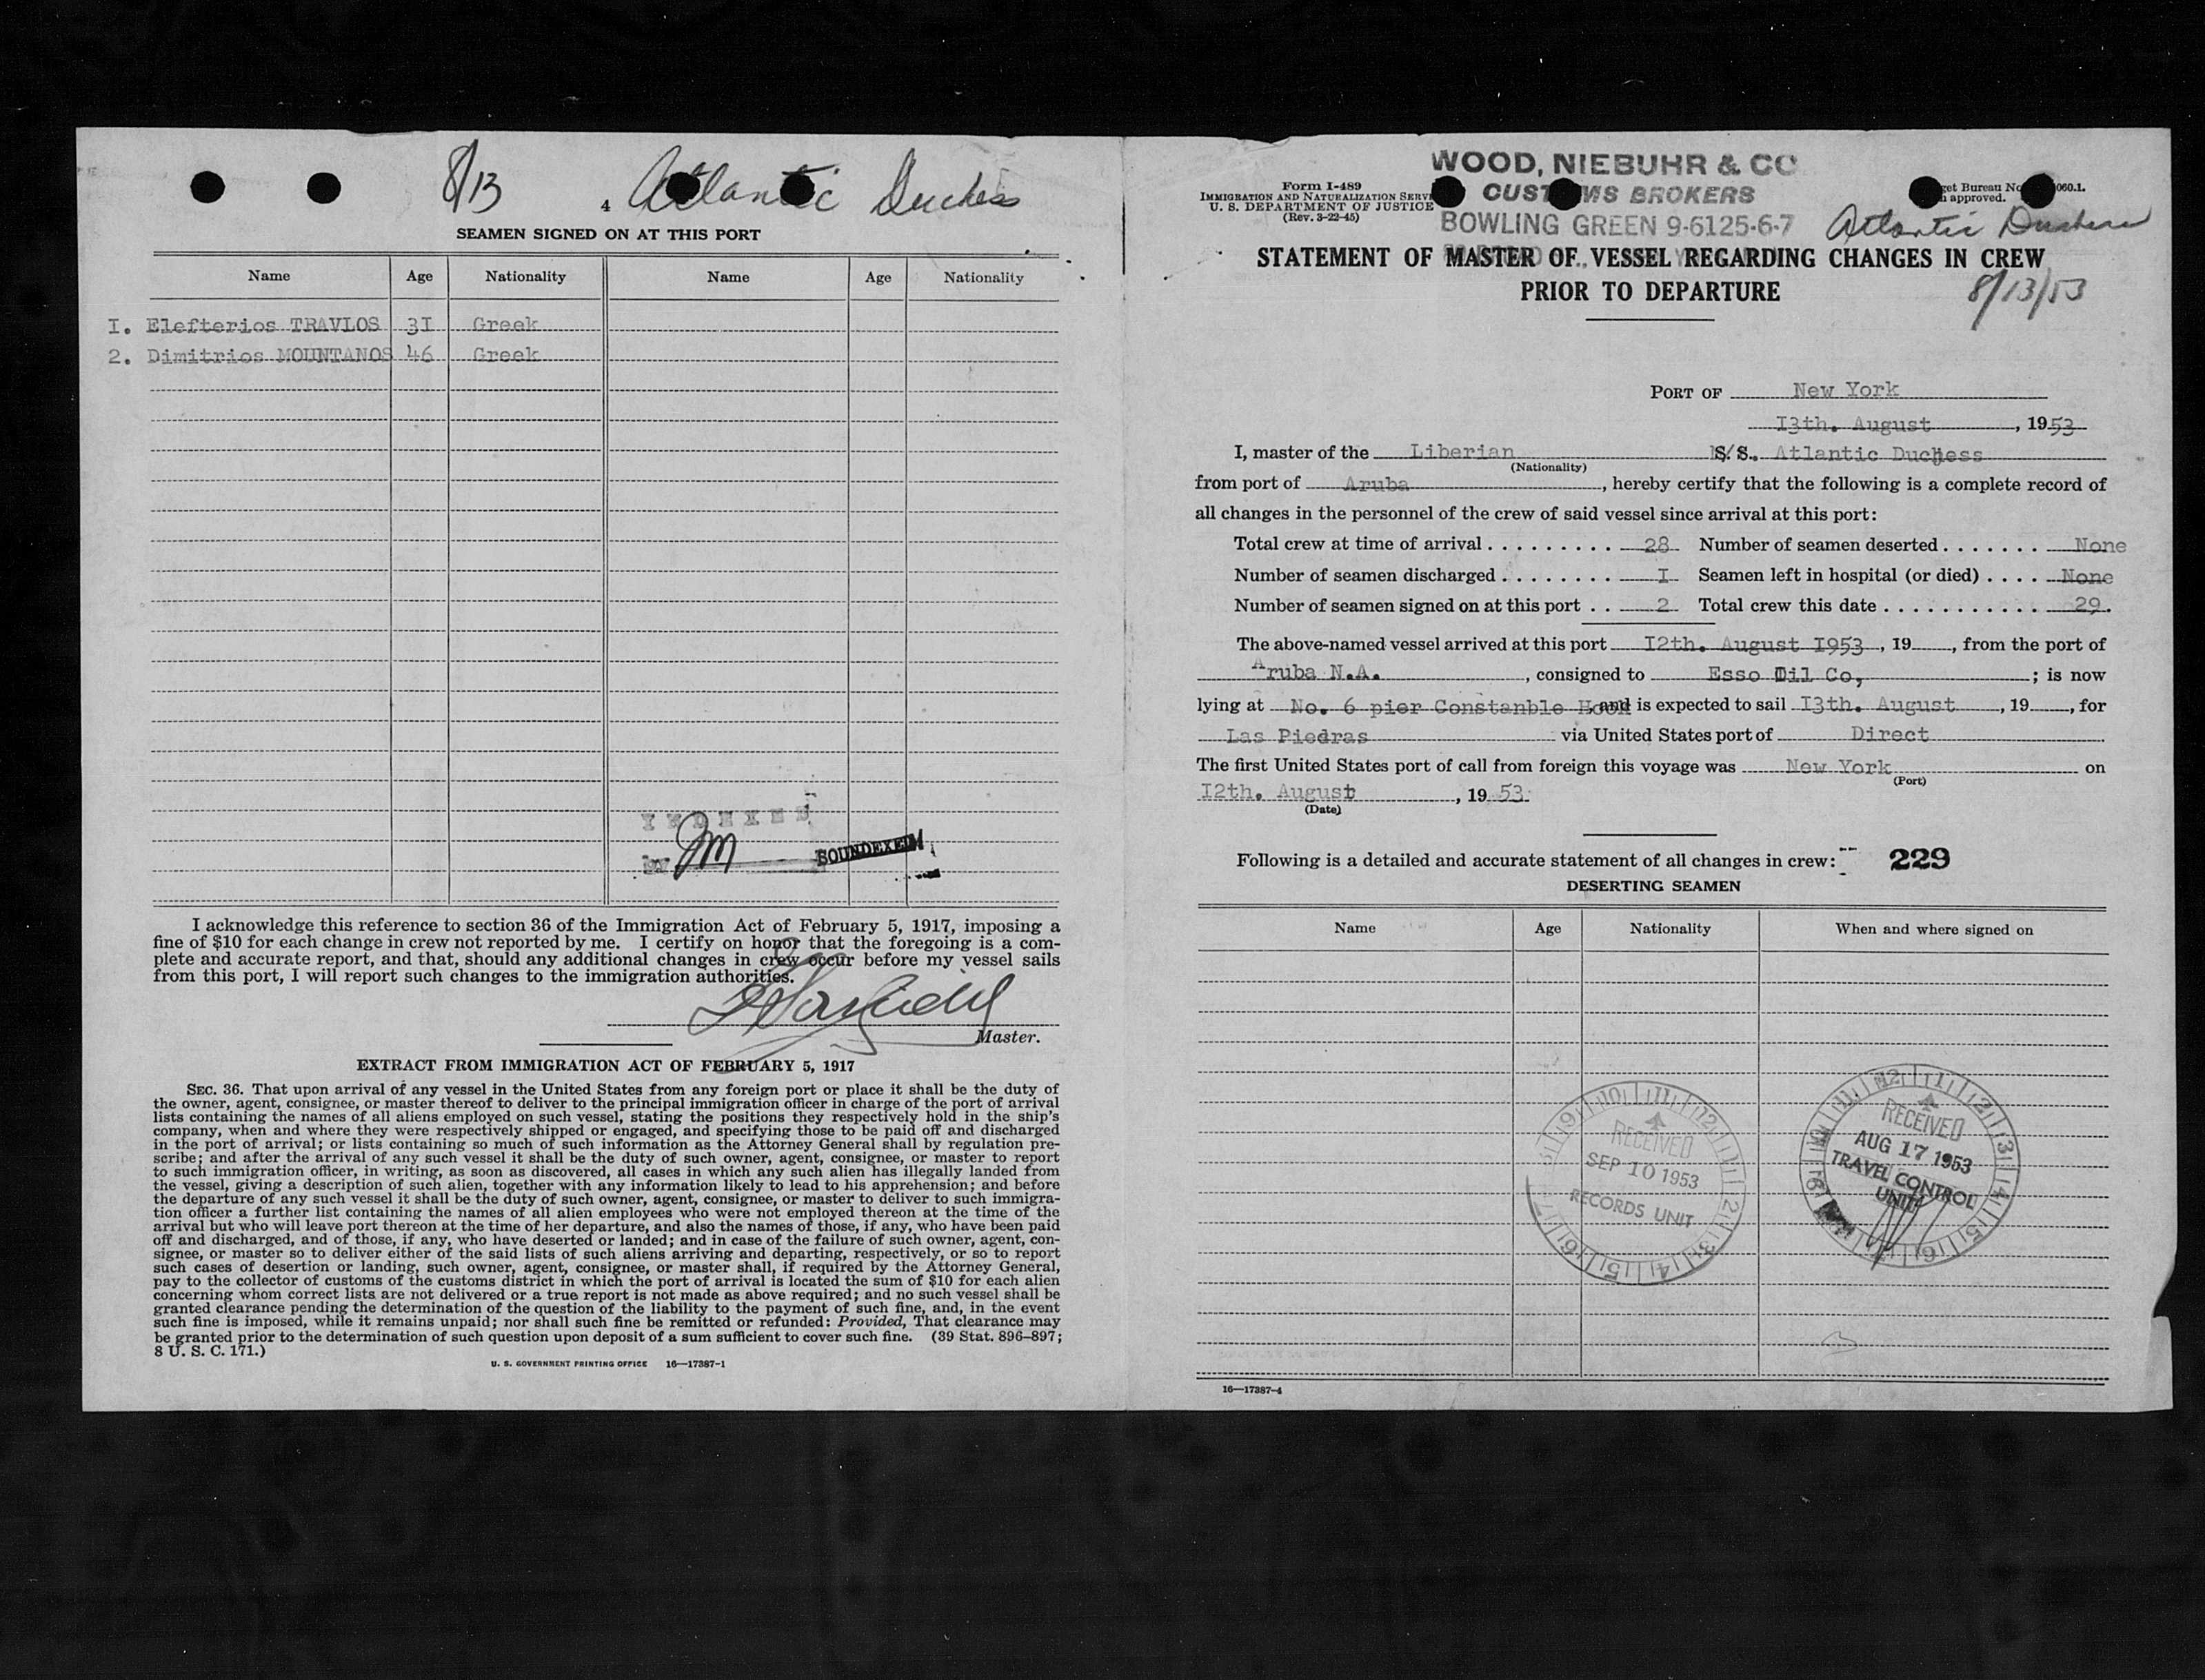 8/13 4 Atlantic Duchess
SEAMEN SIGNED ON AT THIS PORT
Name Age Nationality Name Age Nationality
I. Elefterios TRAVLOS 3I Greek
2. Dimitrios MOUNTANOS 46 Greek
INDEXED
by Jm SOUNDEXED
I acknowledge this reference to section 36 of the Immigration Act of February 5, 1917, imposing a
fine of $10 for each change in crew not reported by me. I certify on honor that the foregoing is a com-
plete and accurate report, and that, should any additional changes in crew occur before my vessel sails
from this port, I will report such changes to the immigration authorities.
Master.
EXTRACT FROM IMMIGRATION ACT OF FEBRUARY 5, 1917
SEC. 36. That upon arrival of any vessel in the United States from any foreign port or place it shall be the duty of
the owner, agent, consignee, or master thereof to deliver to the principal immigration officer in charge of the port of arrival
lists containing the names of all aliens employed on such vessel, stating the positions they respectively hold in the ship's
company, when and where they were respectively shipped or engaged, and specifying those to be paid off and discharged
in the port of arrival; or lists containing so much of such information as the Attorney General shall by regulation pre-
scribe; and after the arrival of any such vessel it shall be the duty of such owner, agent, consignee, or master to report
to such immigration officer, in writing, as soon as discovered, all cases in which any such alien has illegally landed from
the vessel, giving a description of such alien, together with any information likely to lead to his apprehension; and before
the departure of any such vessel it shall be the duty of such owner, agent, consignee, or master to deliver to such immigra-
tion officer a further list containing the names of all alien employees who were not employed thereon at the time of the
arrival but who will leave port thereon at the time of her departure, and also the names of those, if any, who have been paid
off and discharged, and of those, if any, who have deserted or landed; and in case of the failure of such owner, agent, con-
signee, or master so to deliver either of the said lists of such aliens arriving and departing, respectively, or so to report
such cases of desertion or landing, such owner, agent, consignee, or master shall, if required by the Attorney General,
pay to the collector of customs of the customs district in which the port of arrival is located the sum of $10 for each alien
concerning whom correct lists are not delivered or a true report is not made as above required; and no such vessel shall be
granted clearance pending the determination of the question of the liability to the payment of such fine, and, in the event
such fine is imposed, while it remains unpaid; nor shall such fine be remitted or refunded: Provided, That clearance may
be granted prior to the determination of such question upon deposit of a sum sufficient to cover such fine. (39 Stat. 896–897;
8 U. S. C. 171.)
U. S. GOVERNMENT PRINTING OFFICE 16—17387-1
WOOD, NIEBUHR & CO
CUSTOMS BROKERS
BOWLING GREEN 9-6125-6-7
Form I-489
IMMIGRATION AND NATURALIZATION SERV
U. S. DEPARTMENT OF JUSTICE
(Rev. 3-22-45)
get Bureau No 060.1.
approved.
Atlantic Duchess
STATEMENT OF MASTER OF VESSEL REGARDING CHANGES IN CREW
PRIOR TO DEPARTURE
8/13/53
PORT OF New York
I3th. August, 1953
I, master of the Liberian S/S. Atlantic Duchess
(Nationality)
from port of Aruba, hereby certify that the following is a complete record of
all changes in the personnel of the crew of said vessel since arrival at this port:
Total crew at time of arrival 28 Number of seamen deserted None
Number of seamen discharged I Seamen left in hospital (or died) None
Number of seamen signed on at this port 2 Total crew this date 29.
The above-named vessel arrived at this port I2th. August I953, 19, from the port of
Aruba N.A., consigned to Esso Oil Co,; is now
lying at No. 6 pier Constanble Hook and is expected to sail I3th. August, 19, for
Las Piedras via United States port of Direct
The first United States port of call from foreign this voyage was New York on
(Port)
I2th. August, 19 53.
(Date)
Following is a detailed and accurate statement of all changes in crew: 229
DESERTING SEAMEN
Name Age Nationality When and where signed on
RECEIVED
SEP 10 1953
RECORDS UNIT
RECEIVED
AUG 17 1953
TRAVEL CONTROL
UNIT
16—17387-4